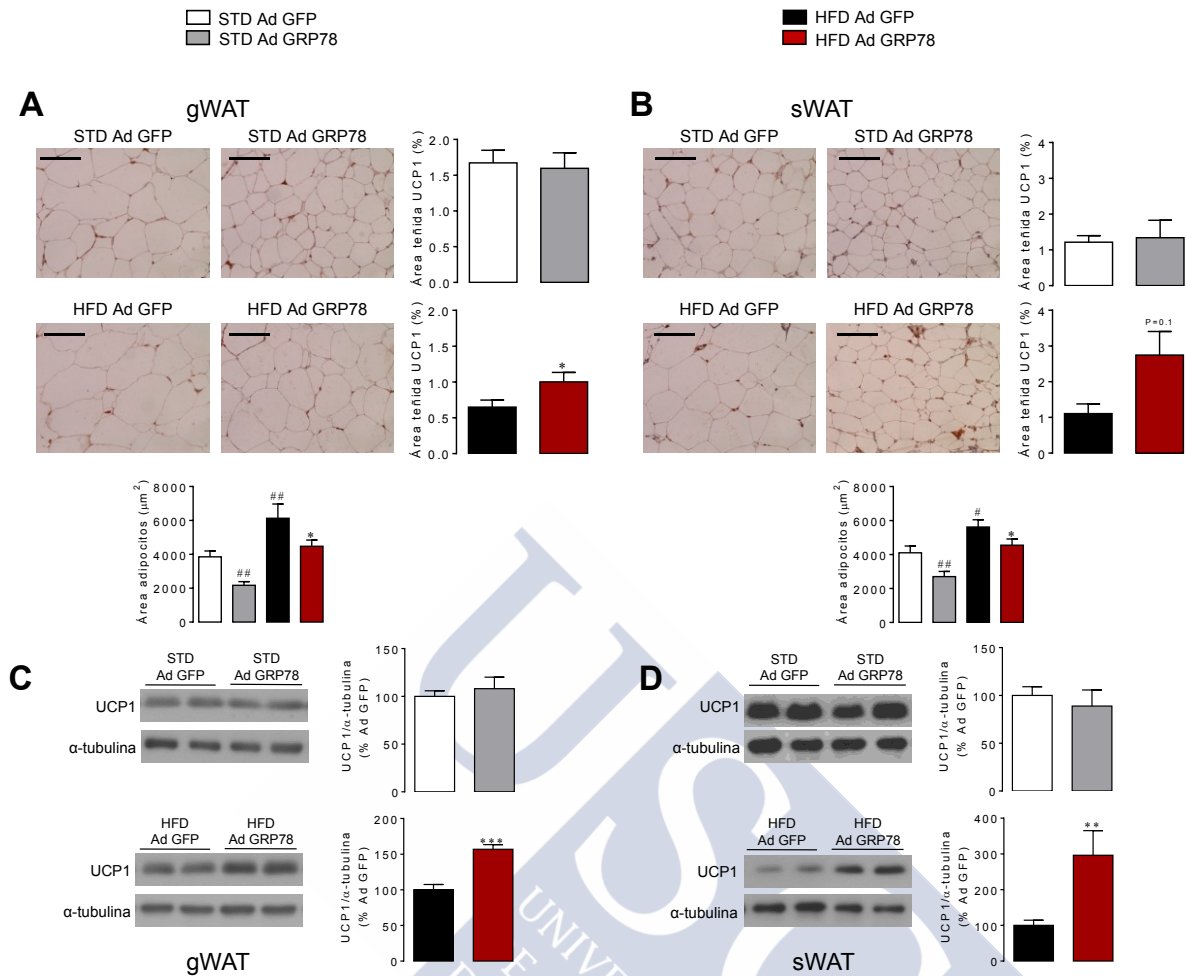 STD Ad GFP
STD Ad GRP78
HFD Ad GFP
HFD Ad GRP78
A
gWAT
STD Ad GFP
STD Ad GRP78
Área teñida UCP1 (%)
2.0
1.5
1.0
0.5
0.0
HFD Ad GFP
HFD Ad GRP78
Área teñida UCP1 (%)
2.0
1.5
1.0
0.5
0.0
*
Área adipocitos (µm²)
8000
6000
4000
2000
0
##
##
*
B
sWAT
STD Ad GFP
STD Ad GRP78
Área teñida UCP1 (%)
4
3
2
1
0
HFD Ad GFP
HFD Ad GRP78
Área teñida UCP1 (%)
4
3
2
1
0
P=0.1
Área adipocitos (µm²)
8000
6000
4000
2000
0
##
#
*
C
STD
Ad GFP
STD
Ad GRP78
UCP1
α-tubulina
UCP1/α-tubulina
(% Ad GFP)
150
100
50
0
HFD
Ad GFP
HFD
Ad GRP78
UCP1
α-tubulina
UCP1/α-tubulina
(% Ad GFP)
200
150
100
50
0
***
gWAT
D
STD
Ad GFP
STD
Ad GRP78
UCP1
α-tubulina
UCP1/α-tubulina
(% Ad GFP)
150
100
50
0
HFD
Ad GFP
HFD
Ad GRP78
UCP1
α-tubulina
UCP1/α-tubulina
(% Ad GFP)
400
300
200
100
0
**
sWAT
USC
UNIVE